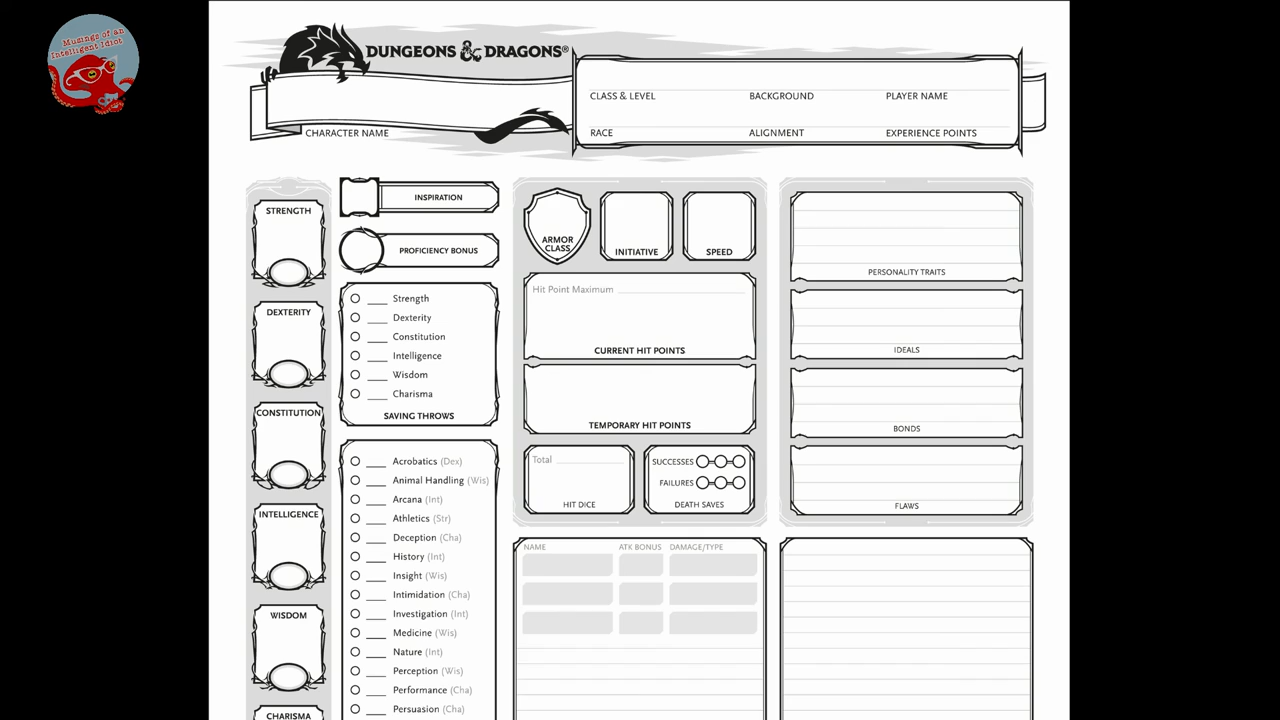 Musings of an
Intelligent Idiot
DUNGEONS & DRAGONS®
CHARACTER NAME
CLASS & LEVEL
BACKGROUND
PLAYER NAME
RACE
ALIGNMENT
EXPERIENCE POINTS
STRENGTH
DEXTERITY
CONSTITUTION
INTELLIGENCE
WISDOM
CHARISMA
INSPIRATION
PROFICIENCY BONUS
Strength
Dexterity
Constitution
Intelligence
Wisdom
Charisma
SAVING THROWS
Acrobatics (Dex)
Animal Handling (Wis)
Arcana (Int)
Athletics (Str)
Deception (Cha)
History (Int)
Insight (Wis)
Intimidation (Cha)
Investigation (Int)
Medicine (Wis)
Nature (Int)
Perception (Wis)
Performance (Cha)
Persuasion (Cha)
ARMOR
CLASS
INITIATIVE
SPEED
Hit Point Maximum
CURRENT HIT POINTS
TEMPORARY HIT POINTS
Total
HIT DICE
SUCCESSES
FAILURES
DEATH SAVES
NAME
ATK BONUS
DAMAGE/TYPE
PERSONALITY TRAITS
IDEALS
BONDS
FLAWS